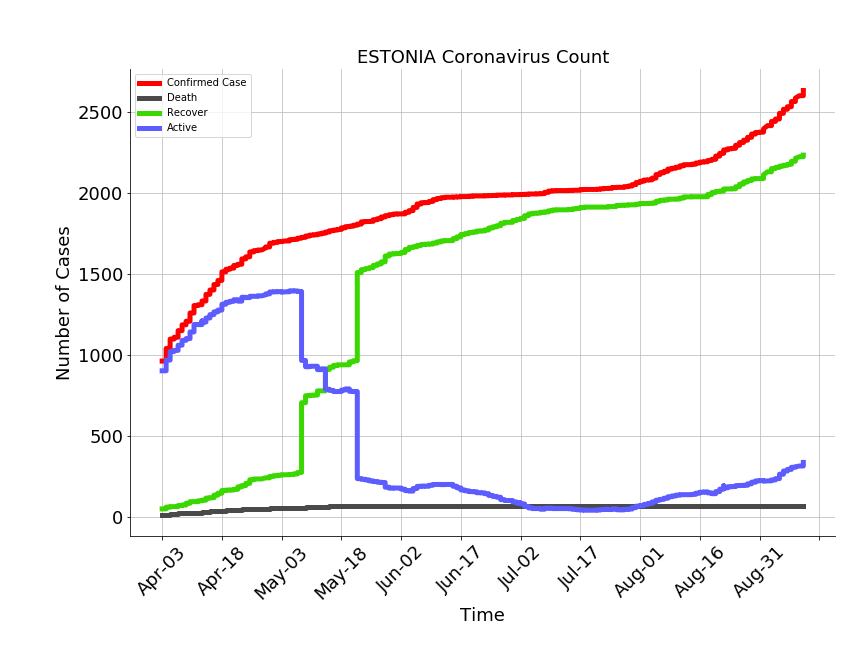 ESTONIA Coronavirus Count
Confirmed Case
Death
Recover
Active
Number of Cases
2500
2000
1500
1000
500
0
Apr-03
Apr-18
May-03
May-18
Jun-02
Jun-17
Jul-02
Jul-17
Aug-01
Aug-16
Aug-31
Time